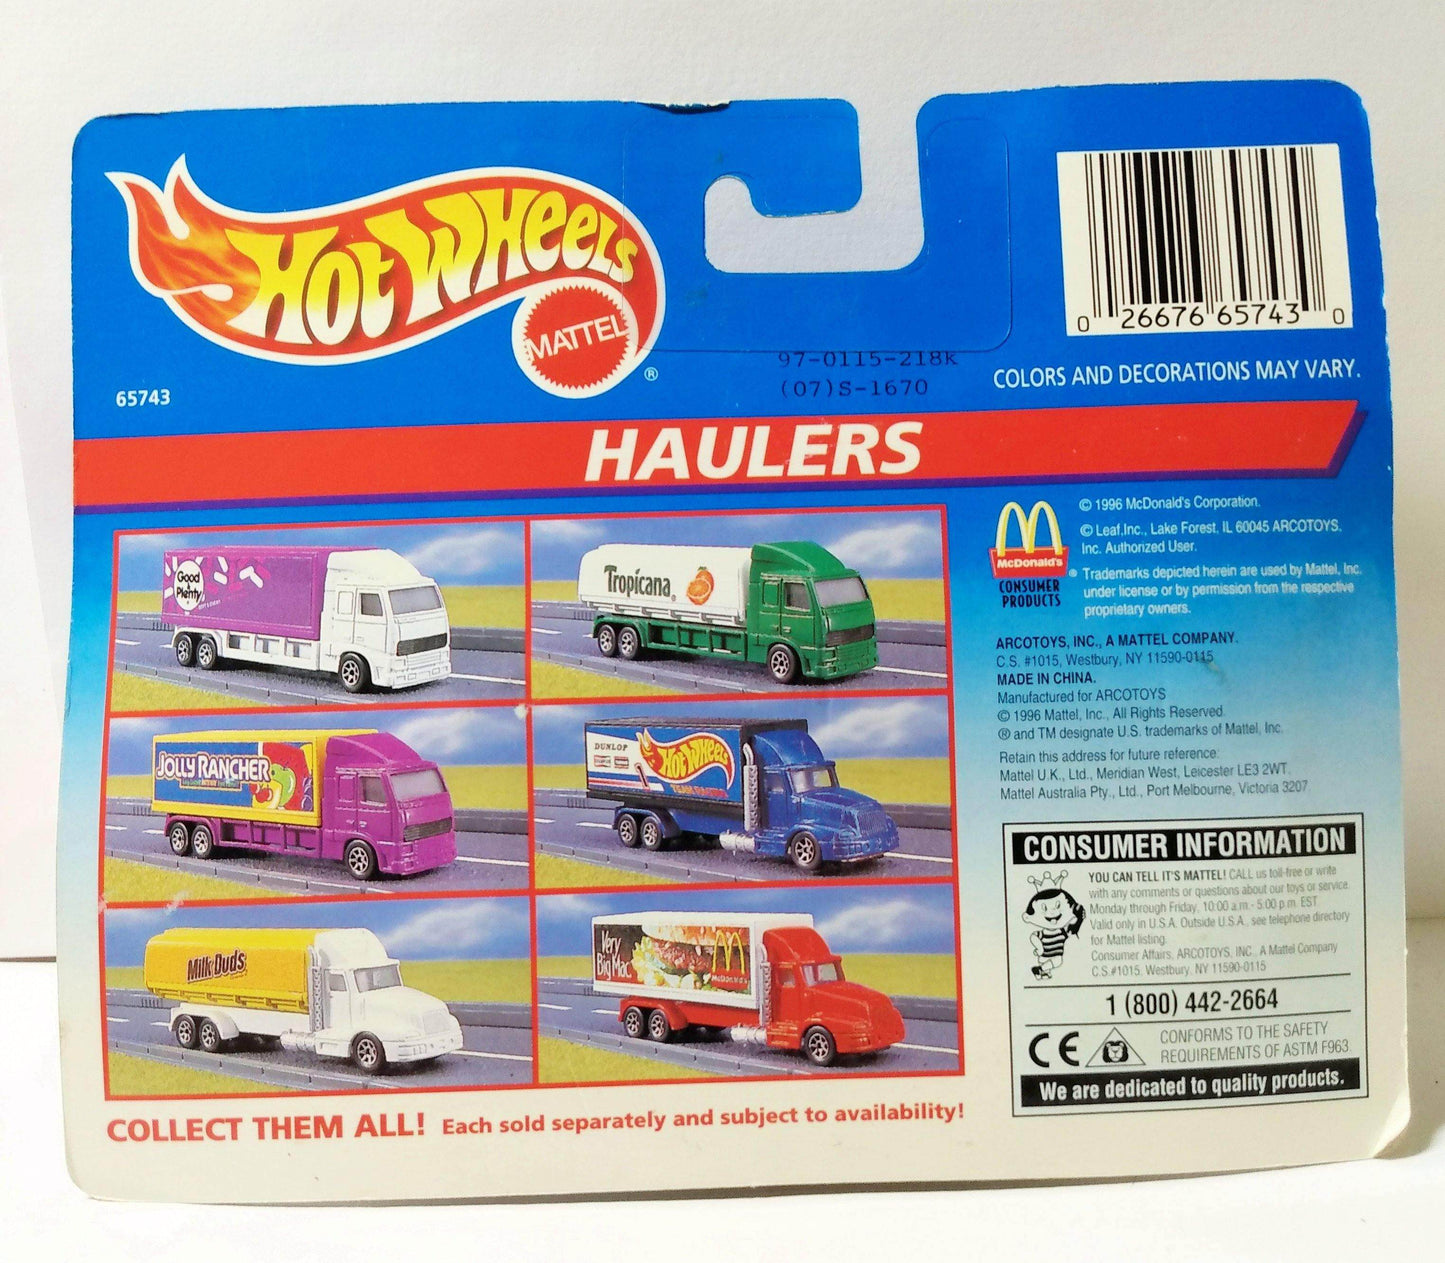 HOT WHEELS
MATTEL
®
65743
97-0115-218K
(07)S-1670
0 26676 65743 0
COLORS AND DECORATIONS MAY VARY.
HAULERS
Good
&
Plenty
Tropicana
JOLLY RANCHER
DUNLOP
HOT WHEELS
TEAM RACING
Milk Duds
Very
Big Mac
McDonald's
COLLECT THEM ALL! Each sold separately and subject to availability!
McDonald's
®
CONSUMER
PRODUCTS
© 1996 McDonald's Corporation.
© Leaf,Inc., Lake Forest, IL 60045 ARCOTOYS,
Inc. Authorized User.
Trademarks depicted herein are used by Mattel, Inc.
under license or by permission from the respective
proprietary owners.
ARCOTOYS, INC., A MATTEL COMPANY.
C.S. #1015, Westbury, NY 11590-0115
MADE IN CHINA.
Manufactured for ARCOTOYS
© 1996 Mattel, Inc., All Rights Reserved.
® and TM designate U.S. trademarks of Mattel, Inc.
Retain this address for future reference:
Mattel U.K., Ltd., Meridian West, Leicester LE3 2WT.
Mattel Australia Pty., Ltd., Port Melbourne, Victoria 3207.
CONSUMER INFORMATION
YOU CAN TELL IT'S MATTEL! CALL us toll-free or write
with any comments or questions about our toys or service.
Monday through Friday, 10:00 a.m.- 5:00 p.m. EST
Valid only in U.S.A. Outside U.S.A., see telephone directory
for Mattel listing.
Consumer Affairs, ARCOTOYS, INC., A Mattel Company
C.S.#1015, Westbury, NY 11590-0115
1 (800) 442-2664
CE
CONFORMS TO THE SAFETY
REQUIREMENTS OF ASTM F963.
We are dedicated to quality products.